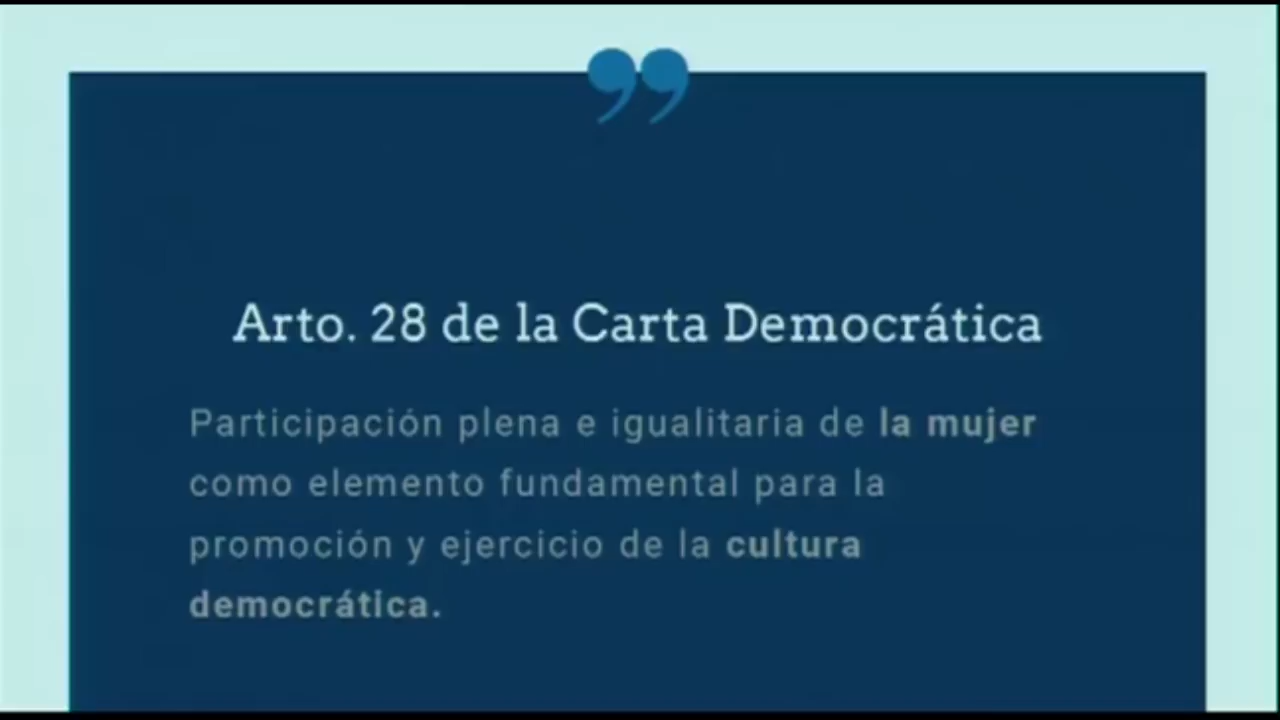 ”
Arto. 28 de la Carta Democrática
Participación plena e igualitaria de la mujer
como elemento fundamental para la
promoción y ejercicio de la cultura
democrática.